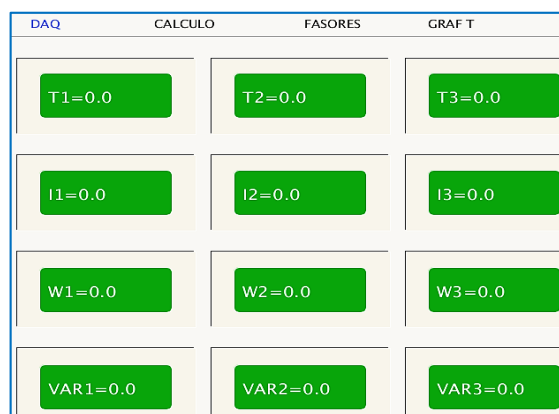 DAQ CALCULO FASORES GRAF T
T1=0.0 T2=0.0 T3=0.0
I1=0.0 I2=0.0 I3=0.0
W1=0.0 W2=0.0 W3=0.0
VAR1=0.0 VAR2=0.0 VAR3=0.0